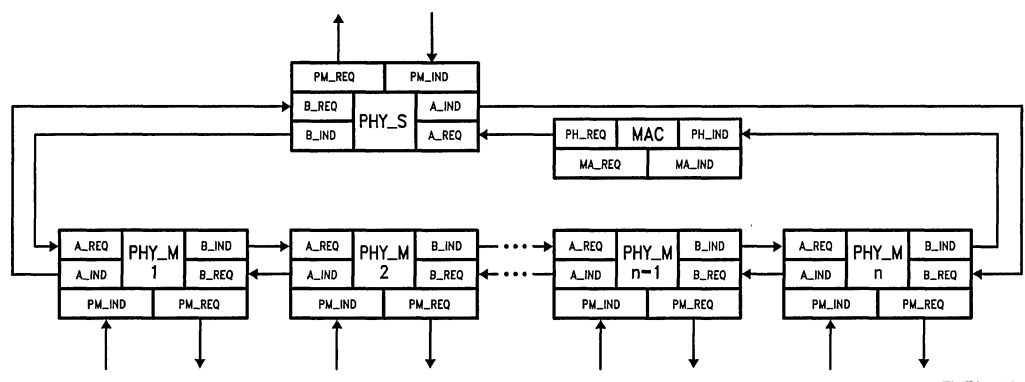 PM_REQ PM_IND
B_REQ A_IND
PHY_S
B_IND A_REQ
PH_REQ MAC PH_IND
MA_REQ MA_IND
A_REQ PHY_M B_IND
A_IND 1 B_REQ
PM_IND PM_REQ
A_REQ PHY_M B_IND
A_IND 2 B_REQ
PM_IND PM_REQ
A_REQ PHY_M B_IND
A_IND n-1 B_REQ
PM_IND PM_REQ
A_REQ PHY_M B_IND
A_IND n B_REQ
PM_IND PM_REQ